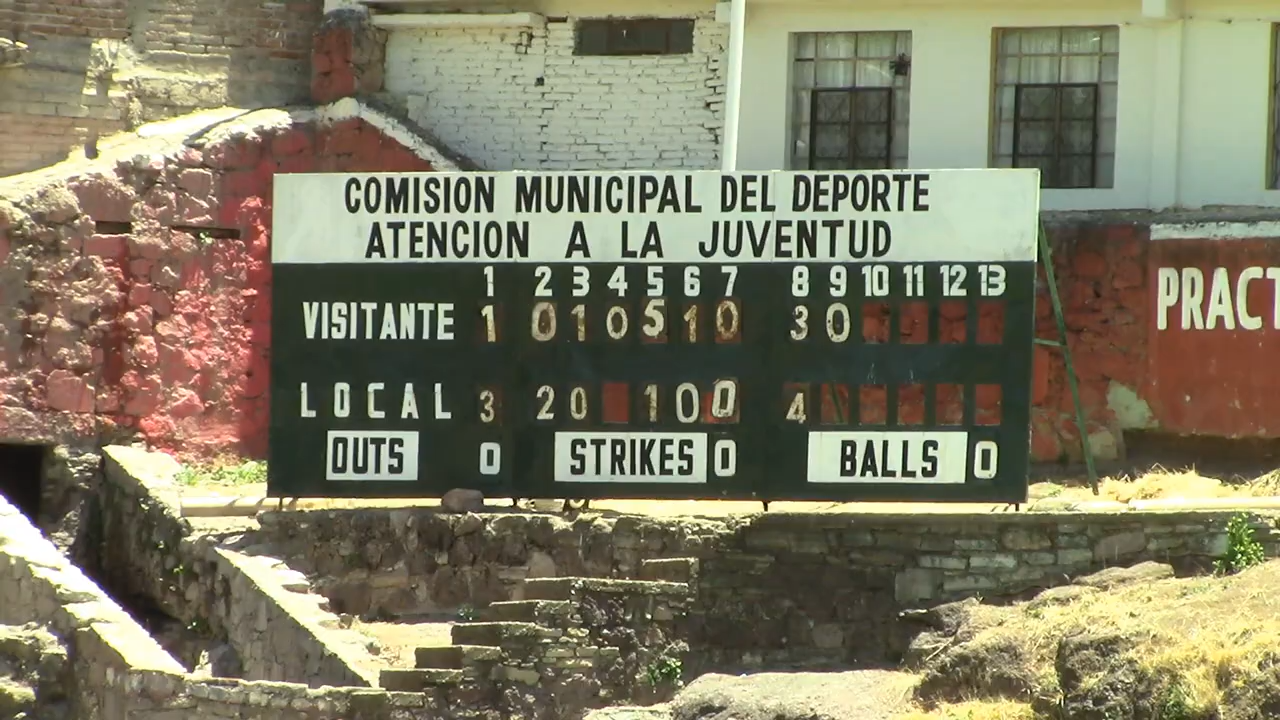 COMISION MUNICIPAL DEL DEPORTE
ATENCION A LA JUVENTUD
1 2 3 4 5 6 7 8 9 10 11 12 13
VISITANTE 1 0 1 0 5 1 0 3 0
LOCAL 3 2 0 1 0 0 4
OUTS 0 STRIKES 0 BALLS 0
PRACT